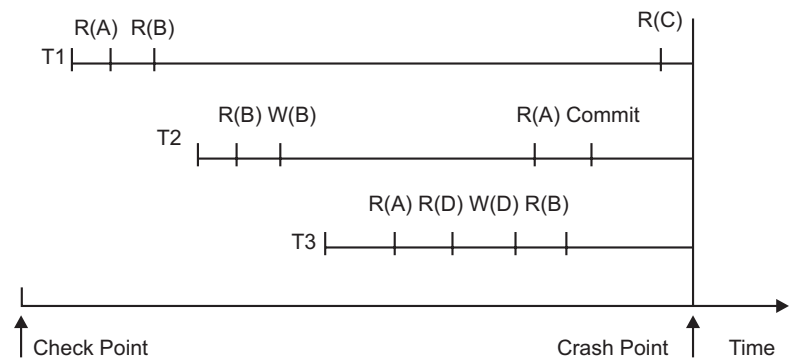 R(C)
R(A) R(B)
T1
R(B) W(B) R(A) Commit
T2
R(A) R(D) W(D) R(B)
T3
Check Point Crash Point Time